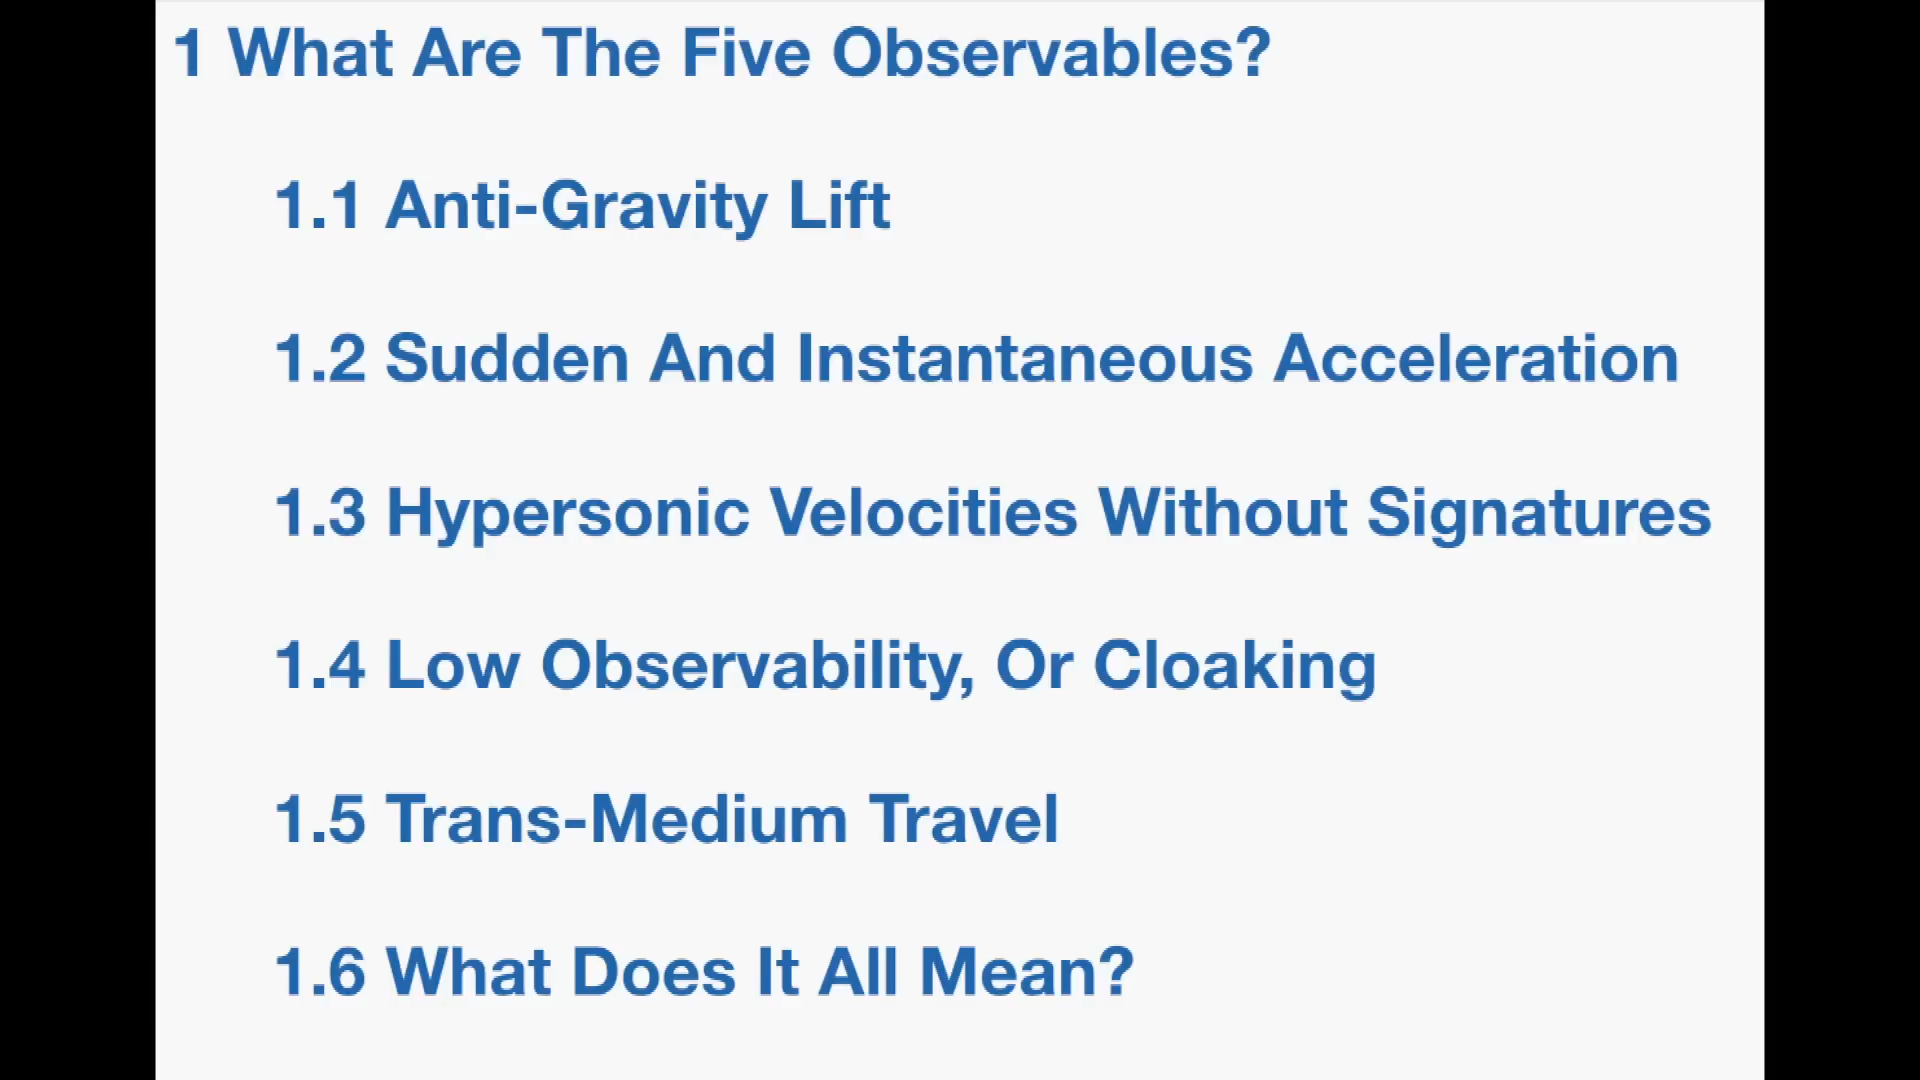 1 What Are The Five Observables?
1.1 Anti-Gravity Lift
1.2 Sudden And Instantaneous Acceleration
1.3 Hypersonic Velocities Without Signatures
1.4 Low Observability, Or Cloaking
1.5 Trans-Medium Travel
1.6 What Does It All Mean?